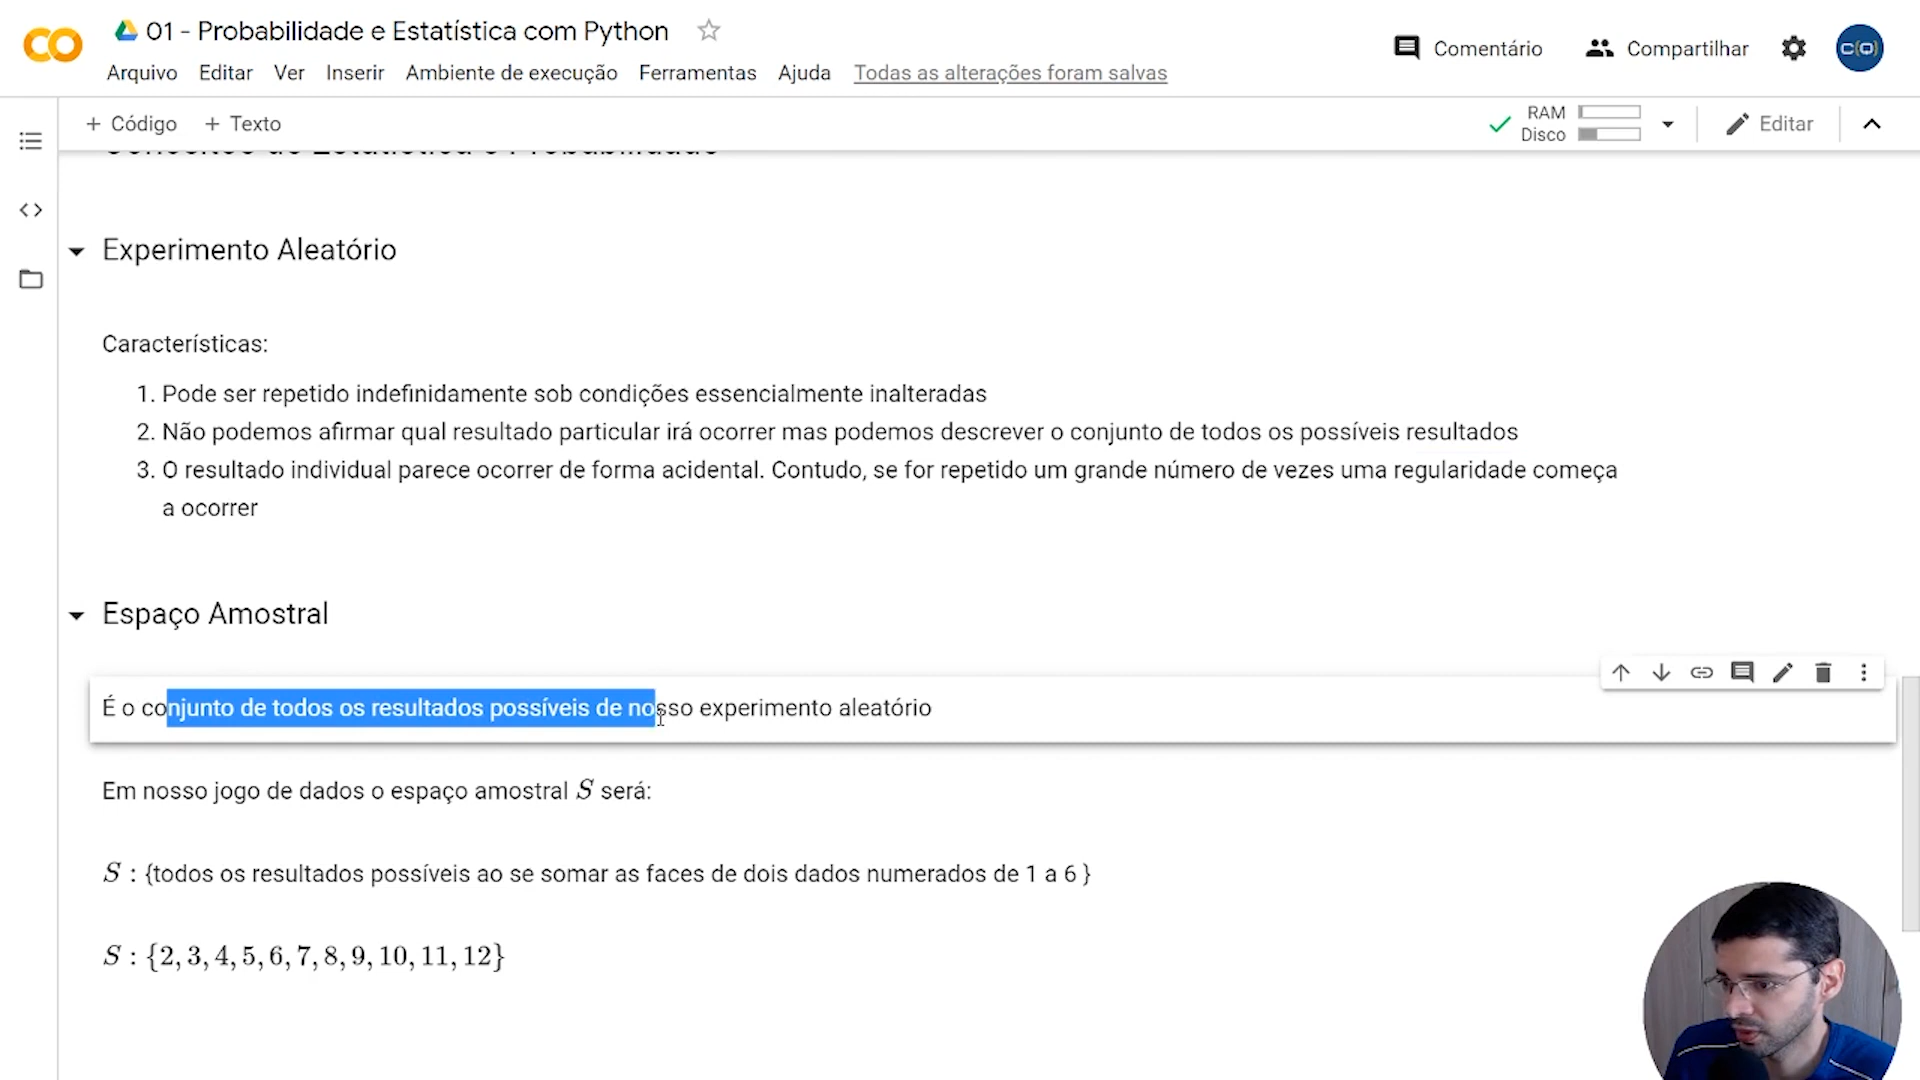 01 - Probabilidade e Estatística com Python
Comentário
Compartilhar
C(O)
Arquivo Editar Ver Inserir Ambiente de execução Ferramentas Ajuda Todas as alterações foram salvas
+ Código + Texto
RAM
Disco
Editar
Conceitos de Estatística e Probabilidade
Experimento Aleatório
Características:
1. Pode ser repetido indefinidamente sob condições essencialmente inalteradas
2. Não podemos afirmar qual resultado particular irá ocorrer mas podemos descrever o conjunto de todos os possíveis resultados
3. O resultado individual parece ocorrer de forma acidental. Contudo, se for repetido um grande número de vezes uma regularidade começa
a ocorrer
Espaço Amostral
É o conjunto de todos os resultados possíveis de nosso experimento aleatório
Em nosso jogo de dados o espaço amostral S será:
S : {todos os resultados possíveis ao se somar as faces de dois dados numerados de 1 a 6 }
S : {2, 3, 4, 5, 6, 7, 8, 9, 10, 11, 12}